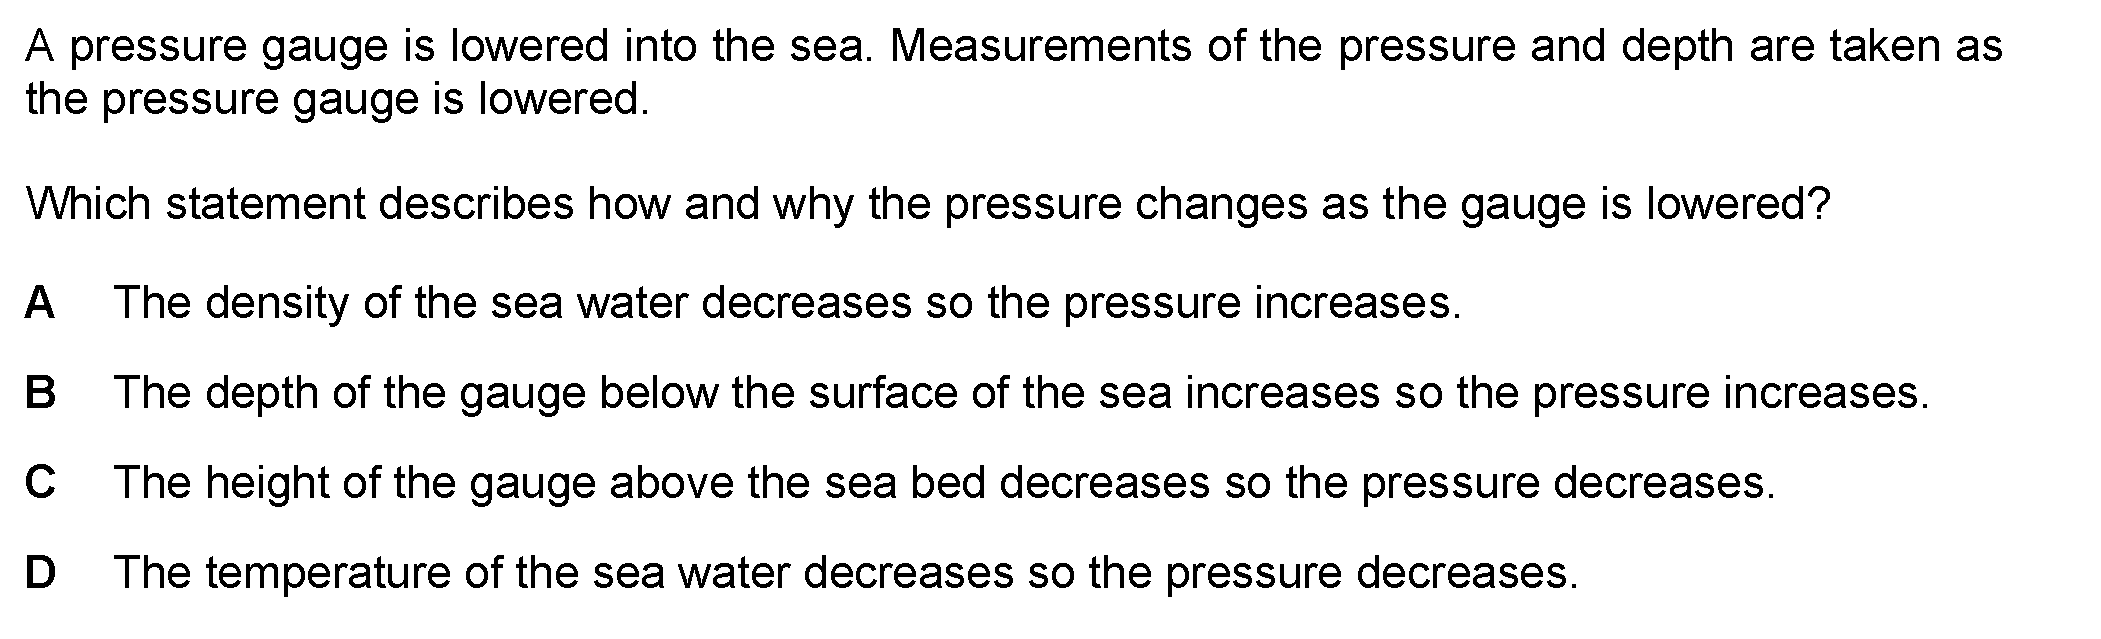 A pressure gauge is lowered into the sea. Measurements of the pressure and depth are taken as
the pressure gauge is lowered.
Which statement describes how and why the pressure changes as the gauge is lowered?
A The density of the sea water decreases so the pressure increases.
B The depth of the gauge below the surface of the sea increases so the pressure increases.
C The height of the gauge above the sea bed decreases so the pressure decreases.
D The temperature of the sea water decreases so the pressure decreases.